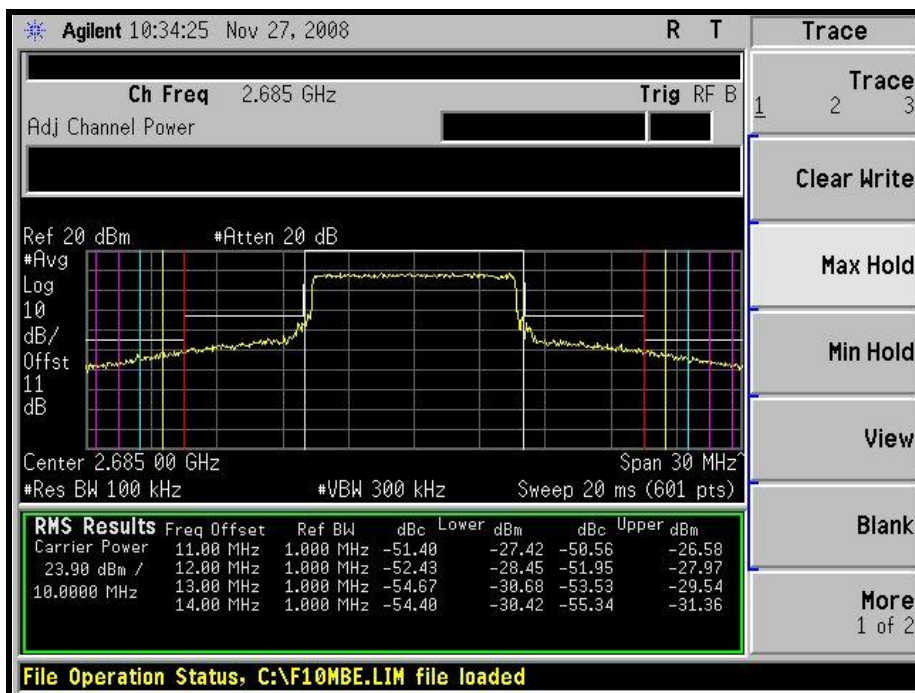 Agilent 10:34:25 Nov 27, 2008 R T
Ch Freq 2.685 GHz Trig RF B
Adj Channel Power
Ref 20 dBm #Atten 20 dB
#Avg
Log
10
dB/
Offst
11
dB
Center 2.685 00 GHz Span 30 MHz^
#Res BW 100 kHz #VBW 300 kHz Sweep 20 ms (601 pts)
RMS Results Freq Offset Ref BW dBc Lower dBm dBc Upper dBm
Carrier Power 11.00 MHz 1.000 MHz -51.40 -27.42 -50.56 -26.58
23.90 dBm / 12.00 MHz 1.000 MHz -52.43 -28.45 -51.95 -27.97
10.0000 MHz 13.00 MHz 1.000 MHz -54.67 -30.68 -53.53 -29.54
14.00 MHz 1.000 MHz -54.40 -30.42 -55.34 -31.36
File Operation Status, C:\F10MBE.LIM file loaded
Trace
Trace
1 2 3
Clear Write
Max Hold
Min Hold
View
Blank
More
1 of 2